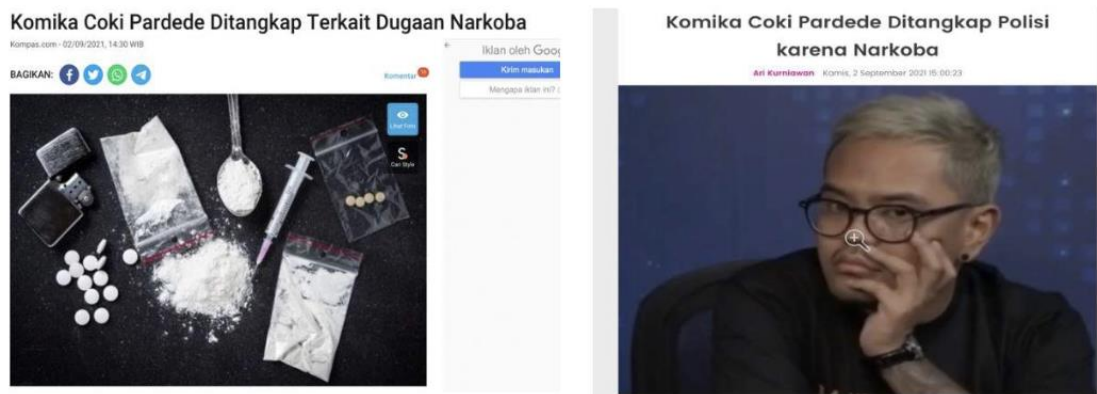 Komika Coki Pardede Ditangkap Terkait Dugaan Narkoba
Kompas.com - 02/09/2021, 14:30 WIB
BAGIKAN:
Komentar
Lihat Foto
Cari Style
Iklan oleh Goog
Kirim masukan
Mengapa iklan ini?
Komika Coki Pardede Ditangkap Polisi
karena Narkoba
Ari Kurniawan Kamis, 2 September 2021 15:00:23